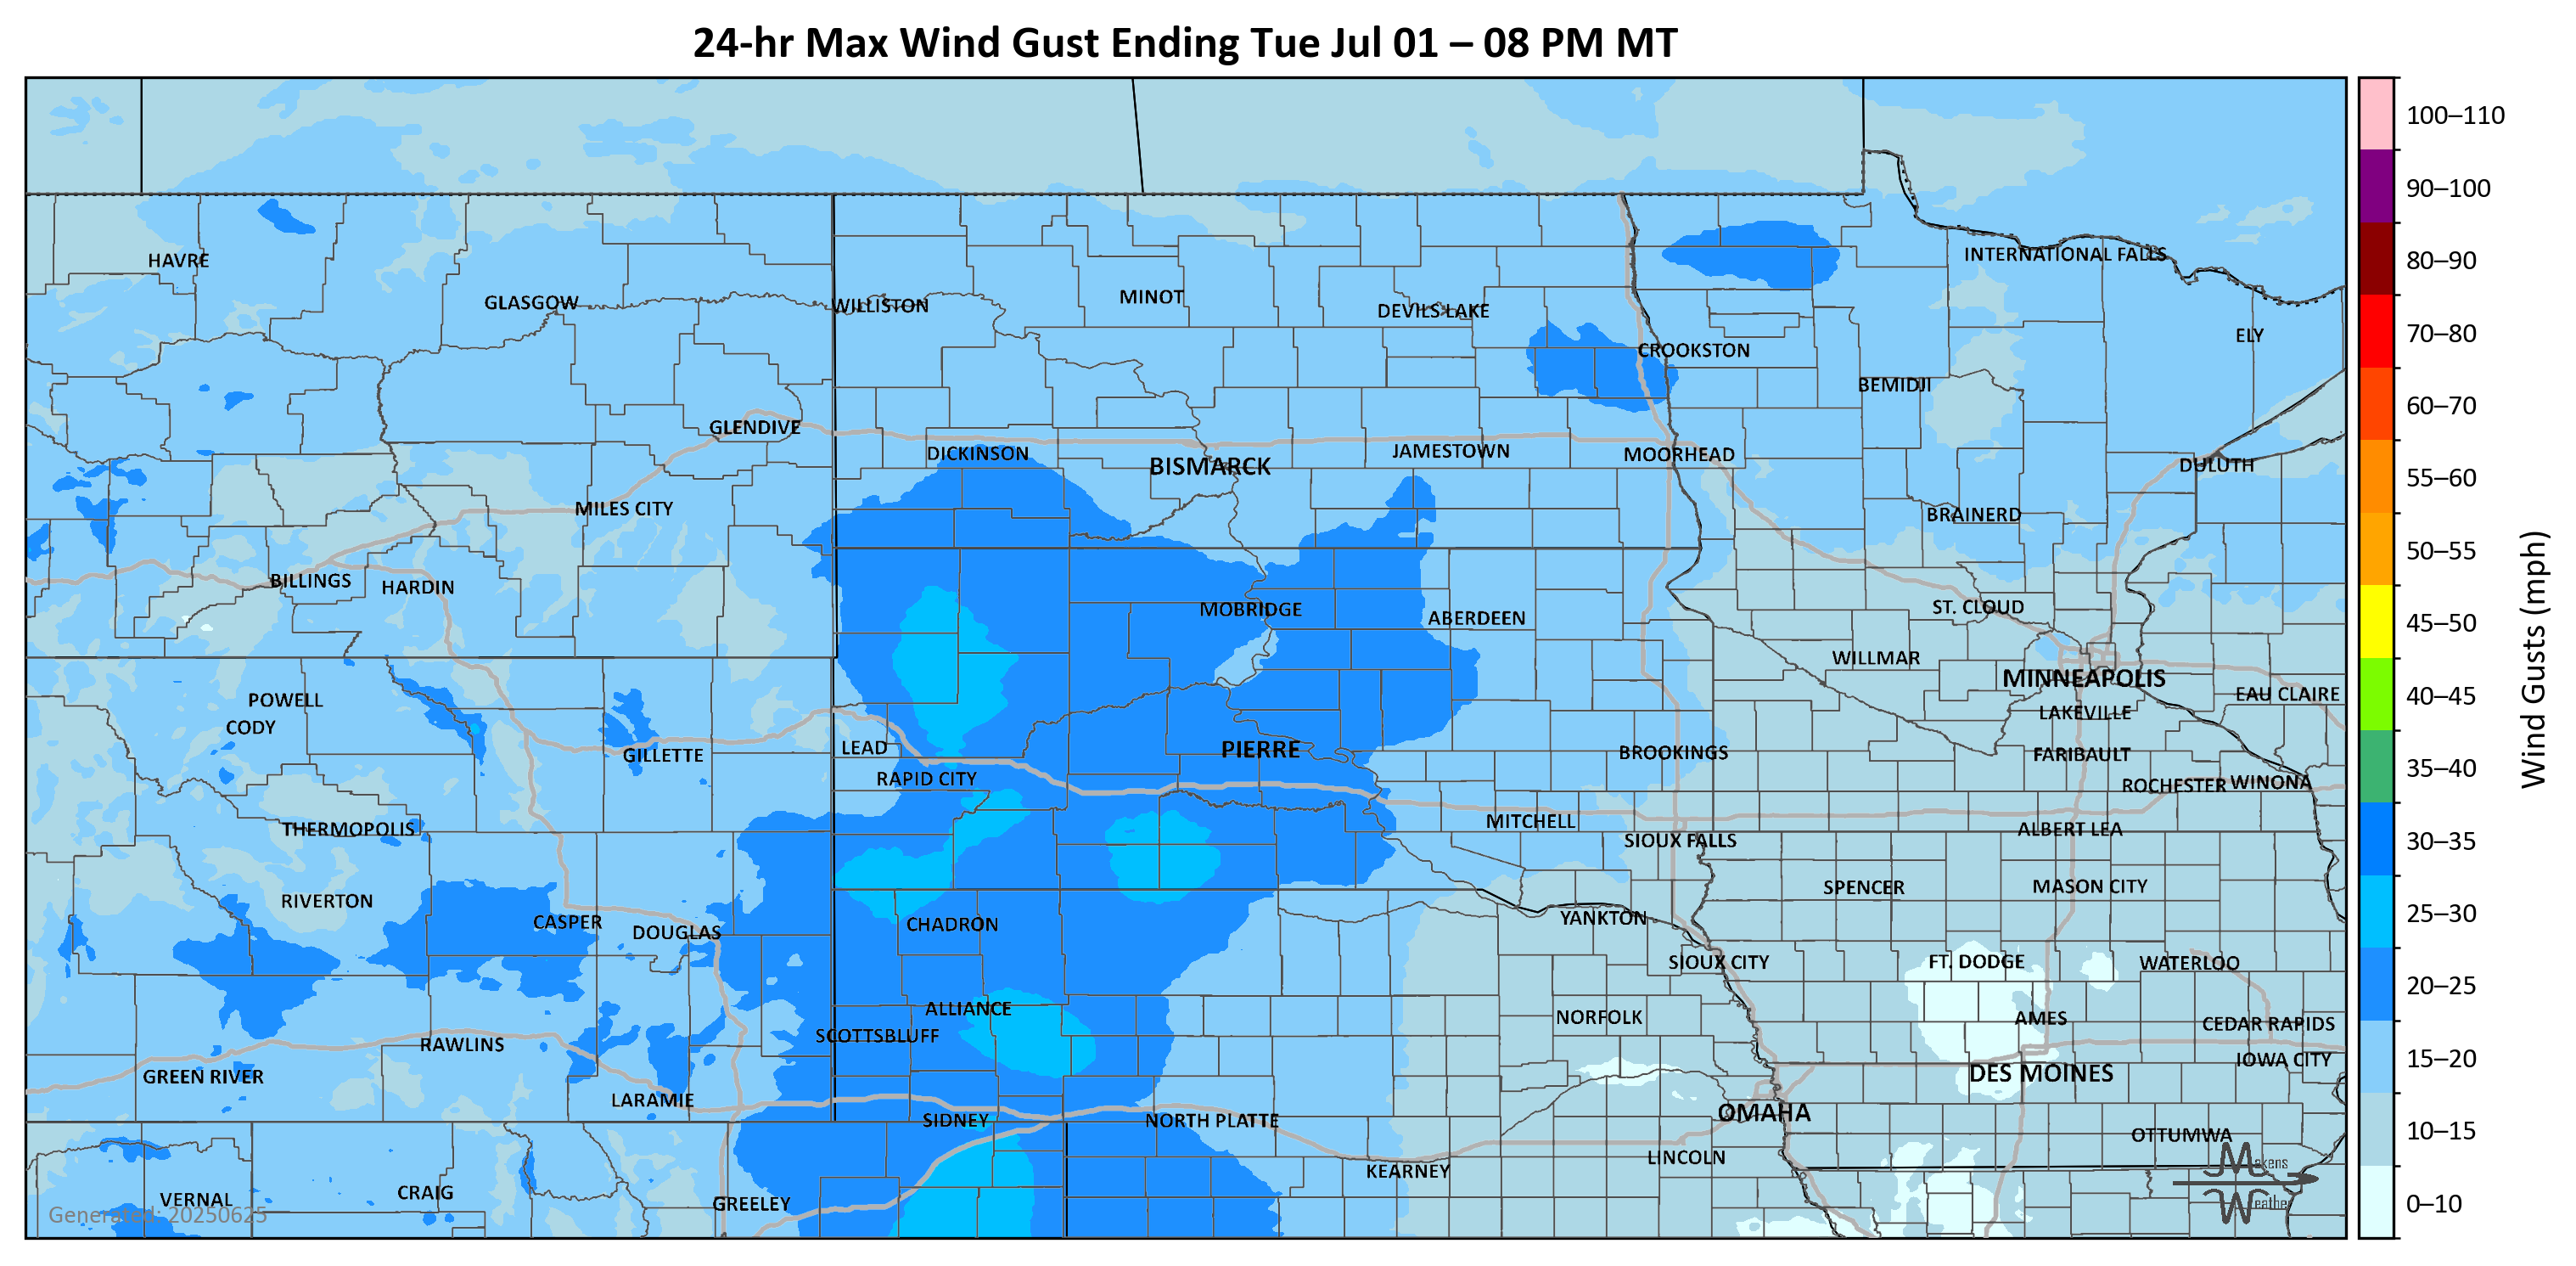 24-hr Max Wind Gust Ending Tue Jul 01 – 08 PM MT
100–110
90–100
80–90
70–80
60–70
55–60
50–55
45–50
40–45
35–40
30–35
25–30
20–25
15–20
10–15
0–10
Wind Gusts (mph)
HAVRE
INTERNATIONAL FALLS
GLASGOW
WILLISTON
MINOT
DEVILS LAKE
ELY
CROOKSTON
BEMIDJI
GLENDIVE
DICKINSON
BISMARCK
JAMESTOWN
MOORHEAD
DULUTH
MILES CITY
BRAINERD
BILLINGS
HARDIN
MOBRIDGE
ABERDEEN
ST. CLOUD
WILLMAR
MINNEAPOLIS
EAU CLAIRE
POWELL
CODY
LAKEVILLE
GILLETTE
LEAD
PIERRE
BROOKINGS
FARIBAULT
RAPID CITY
ROCHESTER
WINONA
THERMOPOLIS
MITCHELL
SIOUX FALLS
ALBERT LEA
RIVERTON
SPENCER
MASON CITY
CASPER
DOUGLAS
CHADRON
YANKTON
SIOUX CITY
FT. DODGE
WATERLOO
ALLIANCE
NORFOLK
AMES
CEDAR RAPIDS
SCOTTSBLUFF
RAWLINS
IOWA CITY
GREEN RIVER
DES MOINES
LARAMIE
SIDNEY
NORTH PLATTE
OMAHA
OTTUMWA
KEARNEY
LINCOLN
VERNAL
CRAIG
GREELEY
Generated: 20250625
Makens
Weather